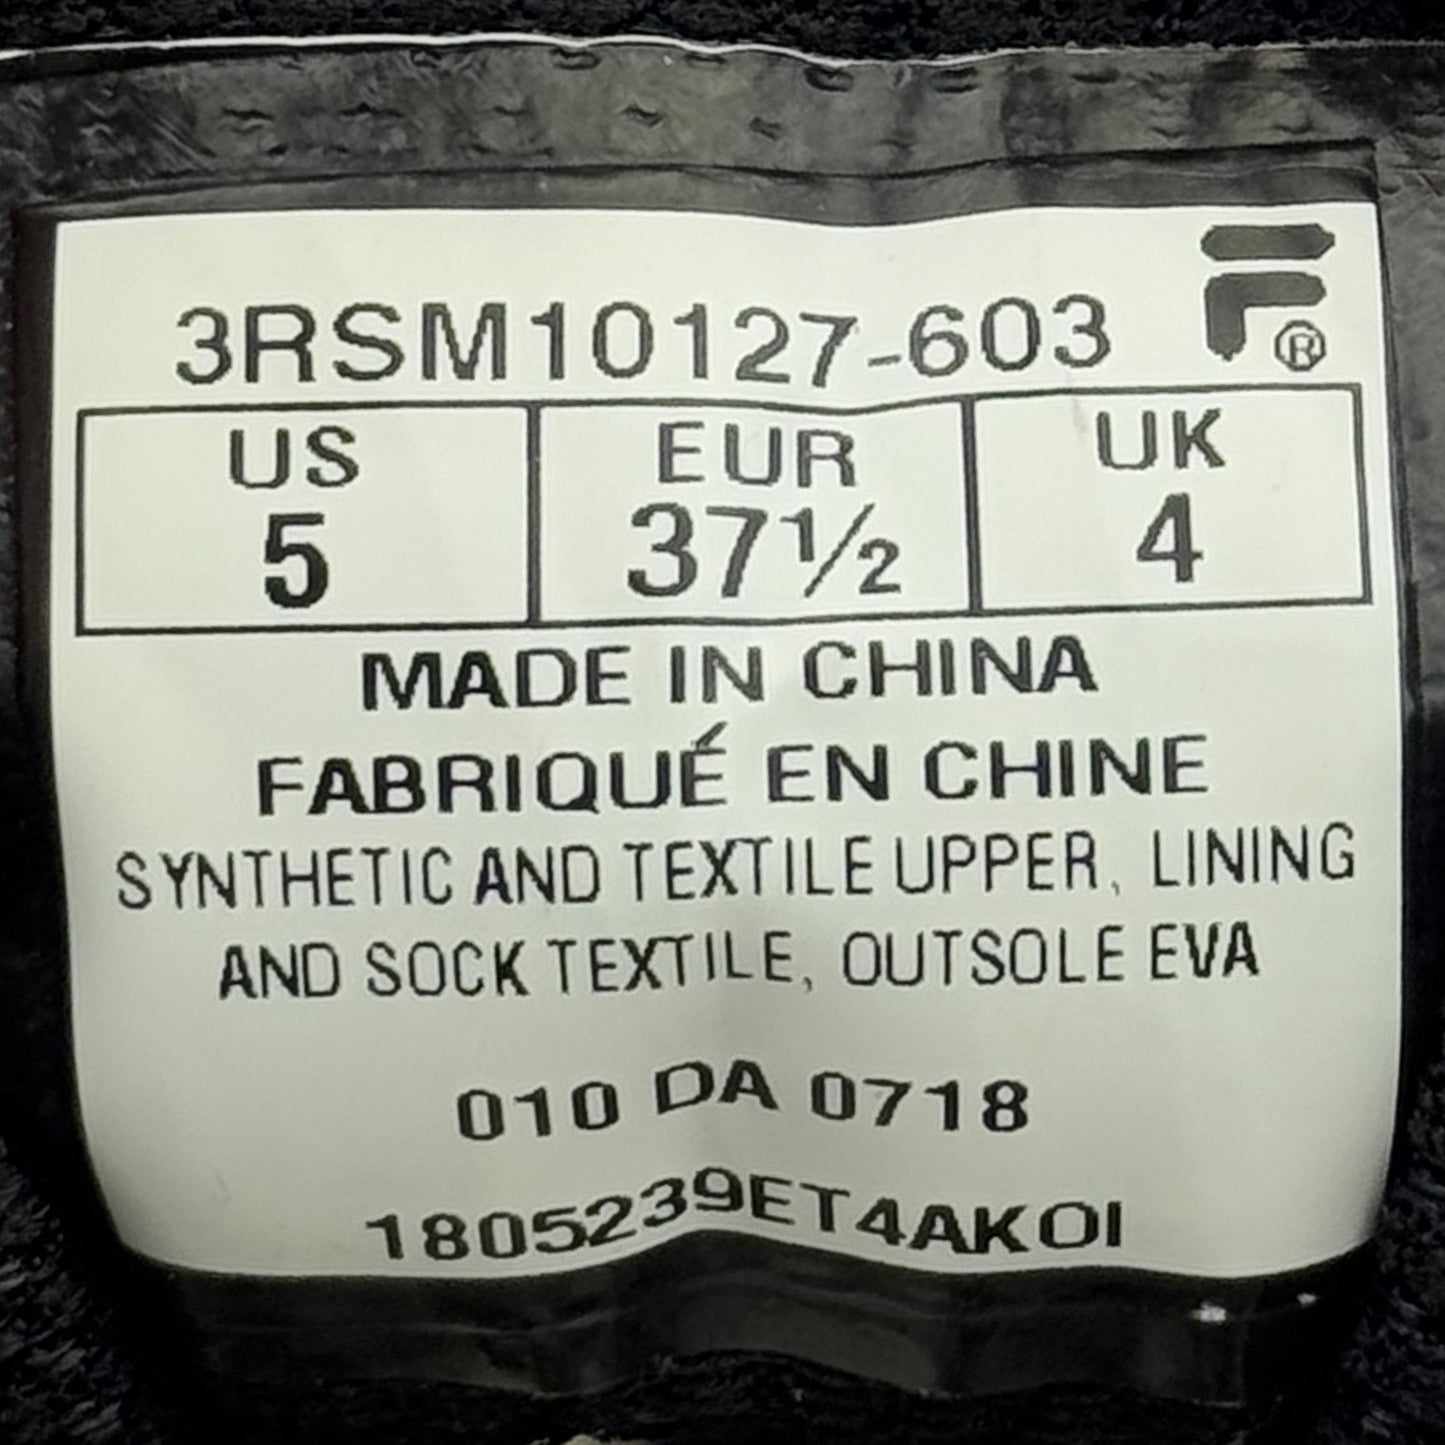 3RSM10127-603
US EUR UK
5 37½ 4
MADE IN CHINA
FABRIQUÉ EN CHINE
SYNTHETIC AND TEXTILE UPPER, LINING
AND SOCK TEXTILE, OUTSOLE EVA
010 DA 0718
1805239ET4AKOI